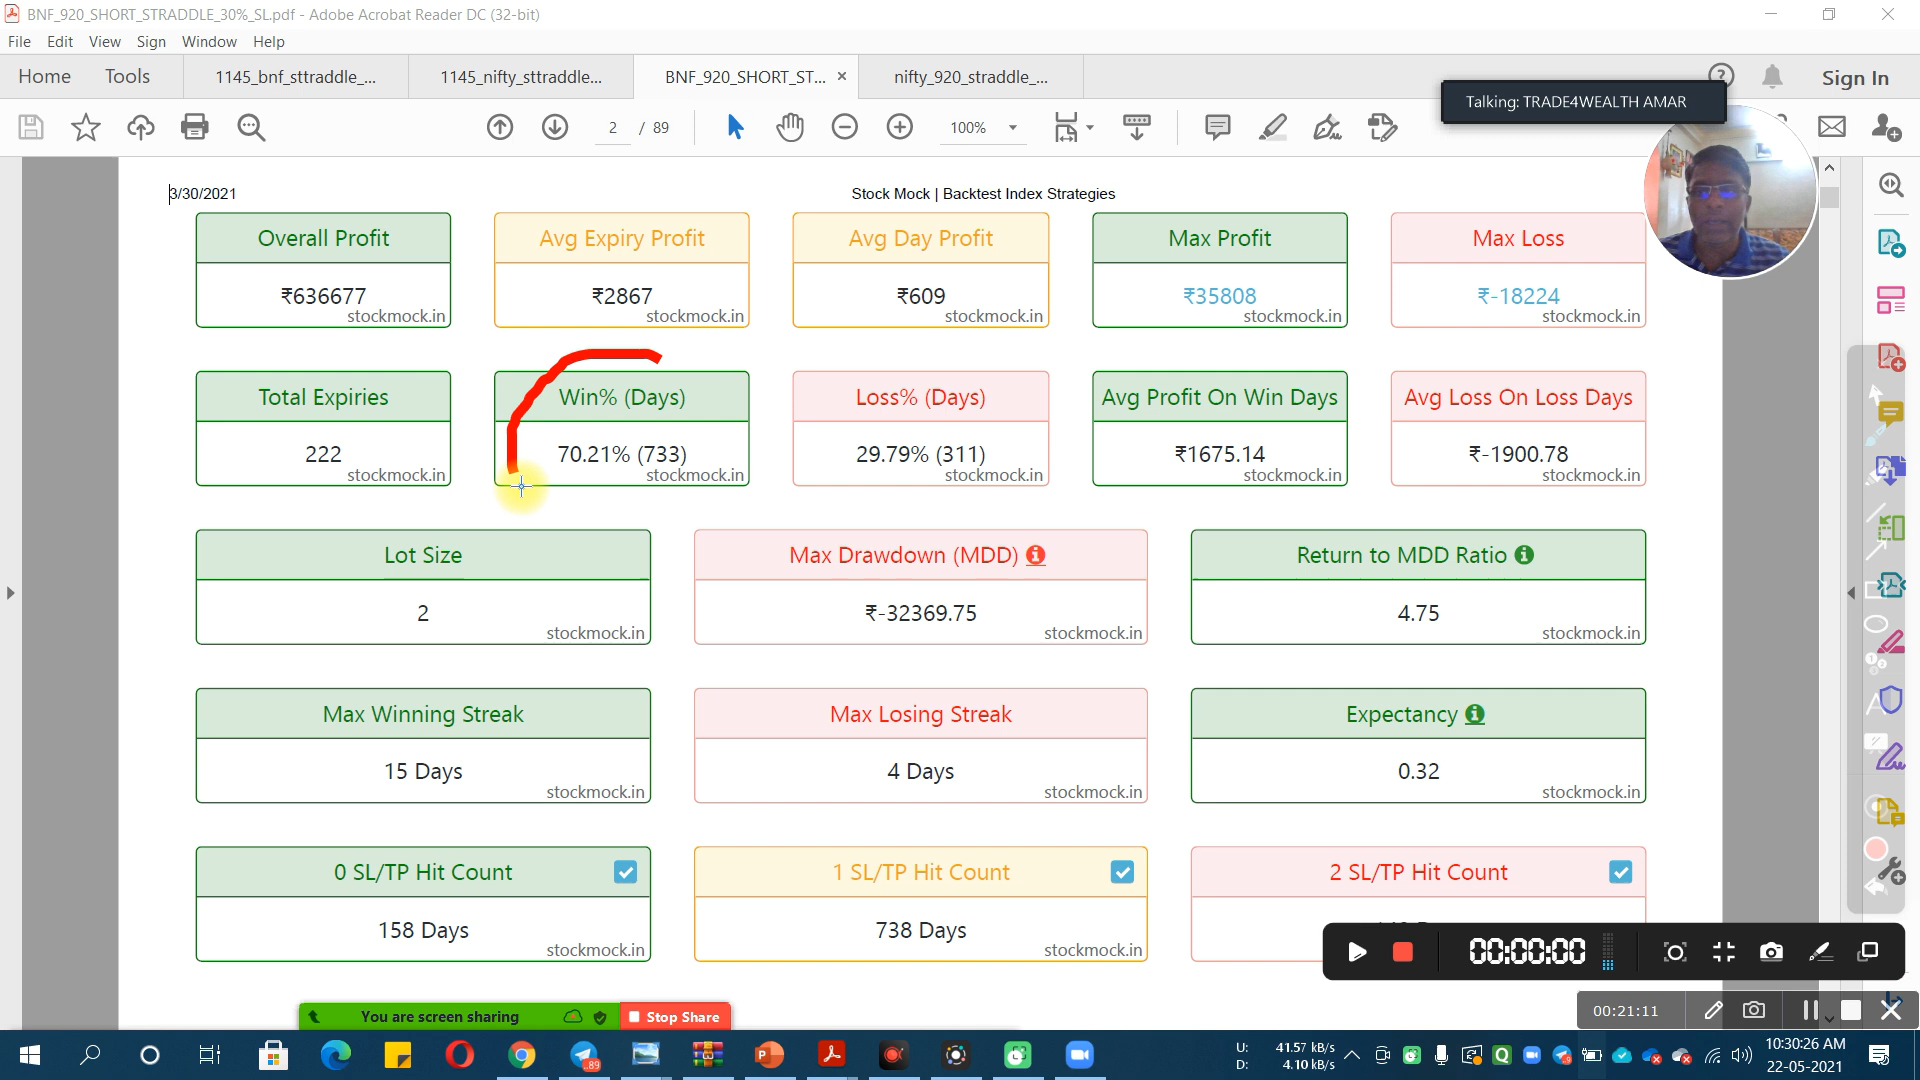 BNF_920_SHORT_STRADDLE_30%_SL.pdf - Adobe Acrobat Reader DC (32-bit)
File Edit View Sign Window Help
Home Tools 1145_bnf_sttraddle_... 1145_nifty_sttraddle... BNF_920_SHORT_ST... × nifty_920_straddle_... Sign In
Talking: TRADE4WEALTH AMAR
2 / 89 100%
3/30/2021 Stock Mock | Backtest Index Strategies
Overall Profit Avg Expiry Profit Avg Day Profit Max Profit Max Loss
₹636677 ₹2867 ₹609 ₹35808 ₹-18224
stockmock.in stockmock.in stockmock.in stockmock.in stockmock.in
Total Expiries Win% (Days) Loss% (Days) Avg Profit On Win Days Avg Loss On Loss Days
222 70.21% (733) 29.79% (311) ₹1675.14 ₹-1900.78
stockmock.in stockmock.in stockmock.in stockmock.in stockmock.in
Lot Size Max Drawdown (MDD) Return to MDD Ratio
2 ₹-32369.75 4.75
stockmock.in stockmock.in stockmock.in
Max Winning Streak Max Losing Streak Expectancy
15 Days 4 Days 0.32
stockmock.in stockmock.in stockmock.in
0 SL/TP Hit Count 1 SL/TP Hit Count 2 SL/TP Hit Count
158 Days 738 Days
stockmock.in stockmock.in
00:00:00
00:21:11
You are screen sharing Stop Share
U: 41.57 kB/s
D: 4.10 kB/s
10:30:26 AM
22-05-2021